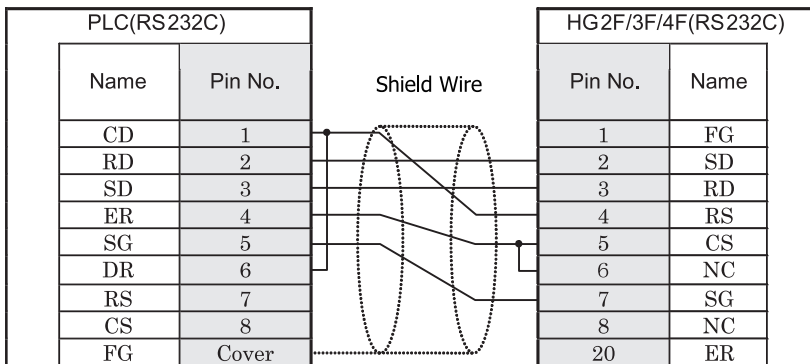 PLC(RS232C) HG2F/3F/4F(RS232C)
Name Pin No. Shield Wire Pin No. Name
CD 1 1 FG
RD 2 2 SD
SD 3 3 RD
ER 4 4 RS
SG 5 5 CS
DR 6 6 NC
RS 7 7 SG
CS 8 8 NC
FG Cover 20 ER